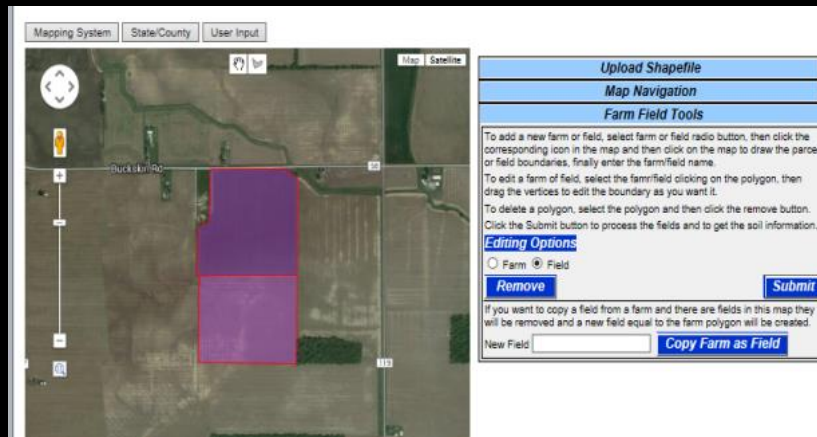 Mapping System State/County User Input
Map Satellite
Buckskin Rd
50
119
Upload Shapefile
Map Navigation
Farm Field Tools
To add a new farm or field, select farm or field radio button, then click the
corresponding icon in the map and then click on the map to draw the parce
or field boundaries, finally enter the farm/field name.
To edit a farm of field, select the famr/field clicking on the polygon, then
drag the vertices to edit the boundary as you want it.
To delete a polygon, select the polygon and then click the remove button.
Click the Submit button to process the fields and to get the soil information.
Editing Options
Farm Field
Remove Submit
If you want to copy a field from a farm and there are fields in this map they
will be removed and a new field equal to the farm polygon will be created.
New Field Copy Farm as Field